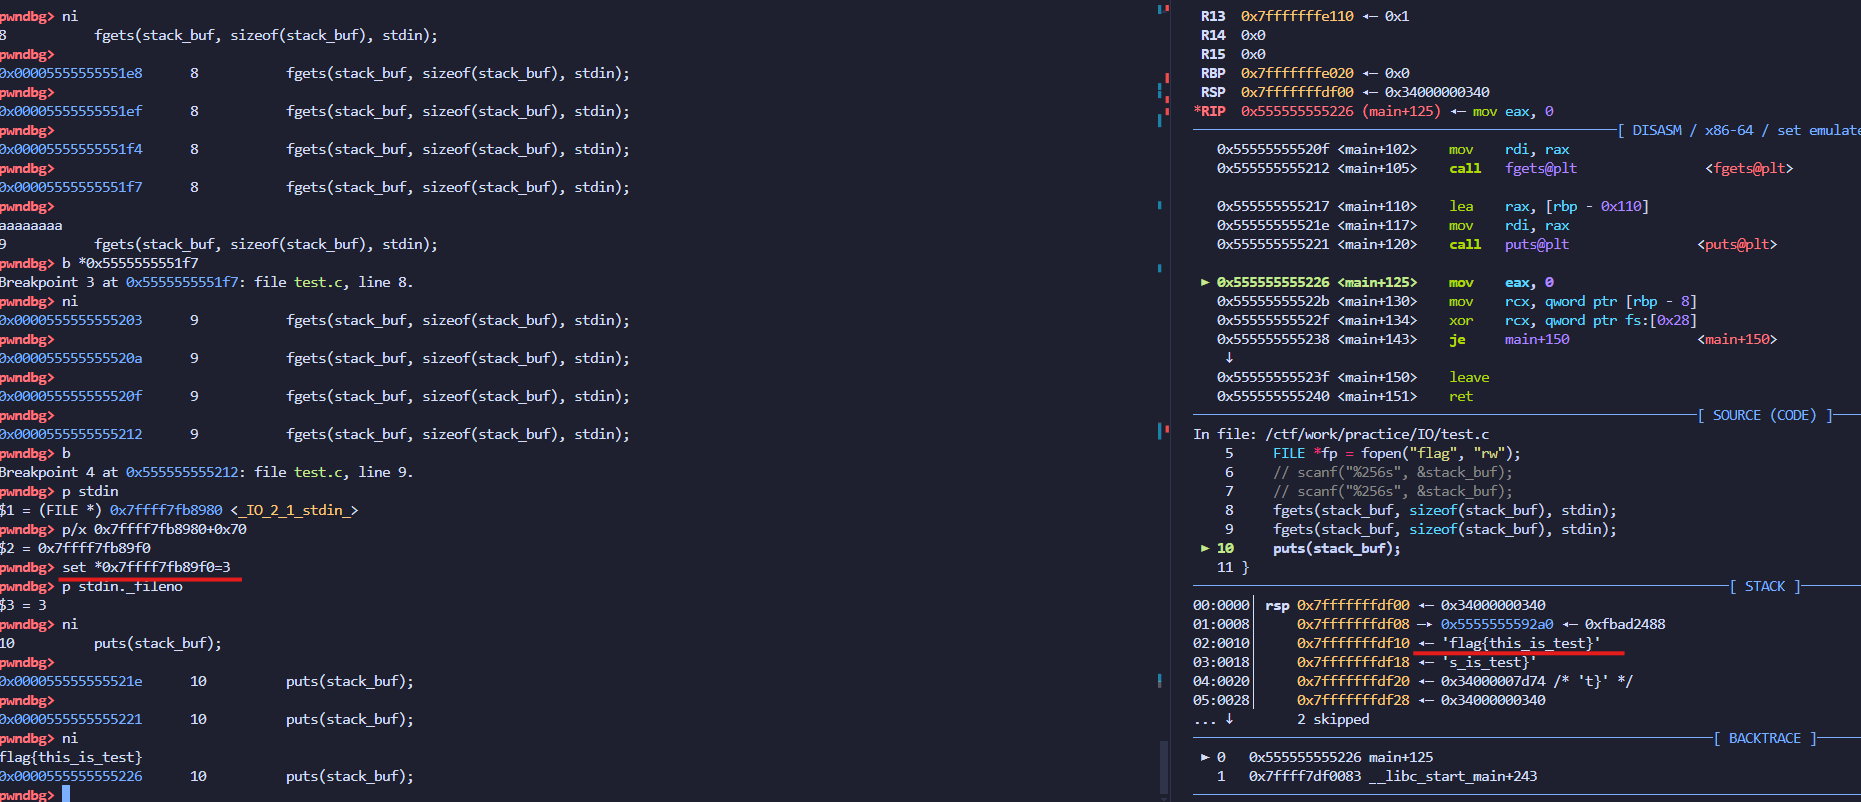 pwndbg> ni
8 fgets(stack_buf, sizeof(stack_buf), stdin);
pwndbg>
0x00005555555551e8 8 fgets(stack_buf, sizeof(stack_buf), stdin);
pwndbg>
0x00005555555551ef 8 fgets(stack_buf, sizeof(stack_buf), stdin);
pwndbg>
0x00005555555551f4 8 fgets(stack_buf, sizeof(stack_buf), stdin);
pwndbg>
0x00005555555551f7 8 fgets(stack_buf, sizeof(stack_buf), stdin);
pwndbg>
aaaaaaaa
9 fgets(stack_buf, sizeof(stack_buf), stdin);
pwndbg> b *0x5555555551f7
Breakpoint 3 at 0x5555555551f7: file test.c, line 8.
pwndbg> ni
0x0000555555555203 9 fgets(stack_buf, sizeof(stack_buf), stdin);
pwndbg>
0x000055555555520a 9 fgets(stack_buf, sizeof(stack_buf), stdin);
pwndbg>
0x000055555555520f 9 fgets(stack_buf, sizeof(stack_buf), stdin);
pwndbg>
0x0000555555555212 9 fgets(stack_buf, sizeof(stack_buf), stdin);
pwndbg> b
Breakpoint 4 at 0x555555555212: file test.c, line 9.
pwndbg> p stdin
$1 = (FILE *) 0x7ffff7fb8980 <_IO_2_1_stdin_>
pwndbg> p/x 0x7ffff7fb8980+0x70
$2 = 0x7ffff7fb89f0
pwndbg> set *0x7ffff7fb89f0=3
pwndbg> p stdin._fileno
$3 = 3
pwndbg> ni
10 puts(stack_buf);
pwndbg>
0x000055555555521e 10 puts(stack_buf);
pwndbg>
0x0000555555555221 10 puts(stack_buf);
pwndbg> ni
flag{this_is_test}
0x0000555555555226 10 puts(stack_buf);
pwndbg>
R13 0x7fffffffe110 ◂— 0x1
R14 0x0
R15 0x0
RBP 0x7fffffffe020 ◂— 0x0
RSP 0x7fffffffdf00 ◂— 0x34000000340
*RIP 0x555555555226 (main+125) ◂— mov eax, 0
[ DISASM / x86-64 / set emulate
0x55555555520f <main+102> mov rdi, rax
0x555555555212 <main+105> call fgets@plt <fgets@plt>
0x555555555217 <main+110> lea rax, [rbp - 0x110]
0x55555555521e <main+117> mov rdi, rax
0x555555555221 <main+120> call puts@plt <puts@plt>
► 0x555555555226 <main+125> mov eax, 0
0x55555555522b <main+130> mov rcx, qword ptr [rbp - 8]
0x55555555522f <main+134> xor rcx, qword ptr fs:[0x28]
0x555555555238 <main+143> je main+150 <main+150>
↓
0x55555555523f <main+150> leave
0x555555555240 <main+151> ret
[ SOURCE (CODE) ]
In file: /ctf/work/practice/IO/test.c
5 FILE *fp = fopen("flag", "rw");
6 // scanf("%256s", &stack_buf);
7 // scanf("%256s", &stack_buf);
8 fgets(stack_buf, sizeof(stack_buf), stdin);
9 fgets(stack_buf, sizeof(stack_buf), stdin);
► 10 puts(stack_buf);
11 }
[ STACK ]
00:0000│ rsp 0x7fffffffdf00 ◂— 0x34000000340
01:0008│ 0x7fffffffdf08 —▸ 0x5555555592a0 ◂— 0xfbad2488
02:0010│ 0x7fffffffdf10 ◂— 'flag{this_is_test}'
03:0018│ 0x7fffffffdf18 ◂— 's_is_test}'
04:0020│ 0x7fffffffdf20 ◂— 0x34000007d74 /* 't}' */
05:0028│ 0x7fffffffdf28 ◂— 0x34000000340
... ↓ 2 skipped
[ BACKTRACE ]
► 0 0x555555555226 main+125
1 0x7ffff7df0083 __libc_start_main+243